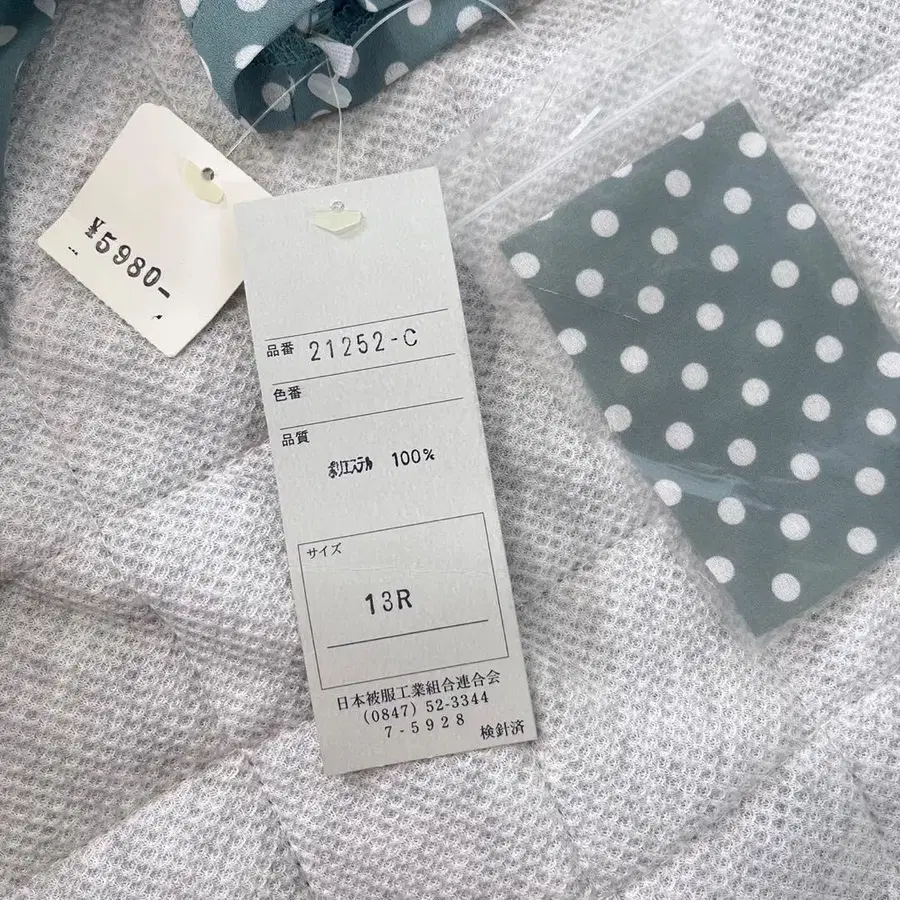 ¥5980-
品番 21252-C
色番
品質
ポリエステル 100%
サイズ
13R
日本被服工業組合連合会
(0847) 52-3344
7-5928
検針済